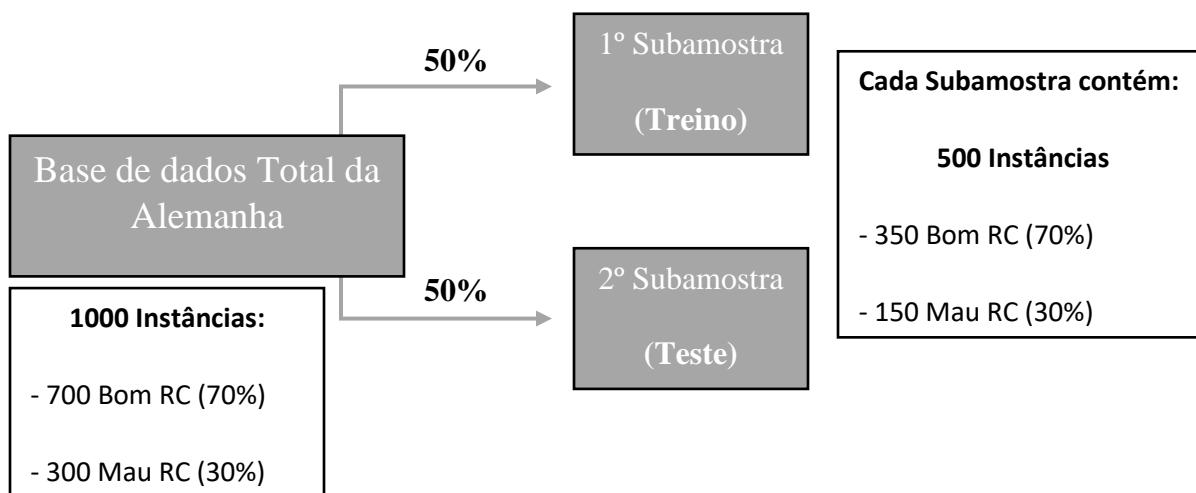 Base de dados Total da
Alemanha
1000 Instâncias:
- 700 Bom RC (70%)
- 300 Mau RC (30%)
50%
1º Subamostra
(Treino)
50%
2º Subamostra
(Teste)
Cada Subamostra contém:
500 Instâncias
- 350 Bom RC (70%)
- 150 Mau RC (30%)